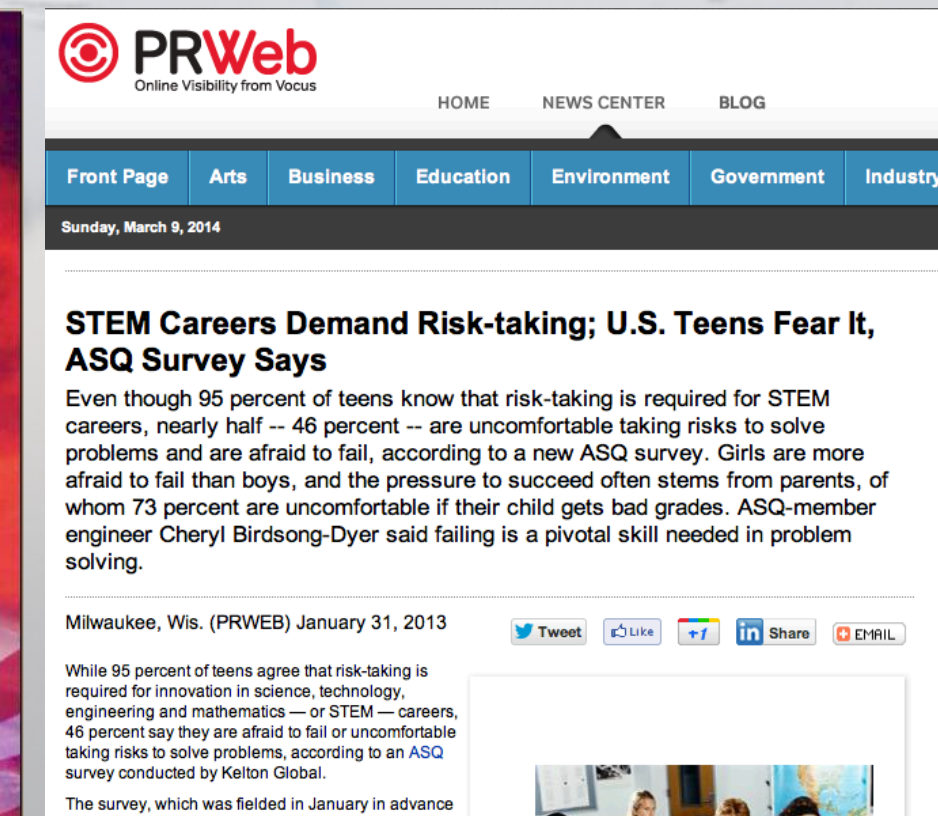 PRWeb
Online Visibility from Vocus
HOME NEWS CENTER BLOG
Front Page Arts Business Education Environment Government Industry
Sunday, March 9, 2014
STEM Careers Demand Risk-taking; U.S. Teens Fear It,
ASQ Survey Says
Even though 95 percent of teens know that risk-taking is required for STEM
careers, nearly half -- 46 percent -- are uncomfortable taking risks to solve
problems and are afraid to fail, according to a new ASQ survey. Girls are more
afraid to fail than boys, and the pressure to succeed often stems from parents, of
whom 73 percent are uncomfortable if their child gets bad grades. ASQ-member
engineer Cheryl Birdsong-Dyer said failing is a pivotal skill needed in problem
solving.
Milwaukee, Wis. (PRWEB) January 31, 2013
Tweet Like +1 in Share EMAIL
While 95 percent of teens agree that risk-taking is
required for innovation in science, technology,
engineering and mathematics — or STEM — careers,
46 percent say they are afraid to fail or uncomfortable
taking risks to solve problems, according to an ASQ
survey conducted by Kelton Global.
The survey, which was fielded in January in advance